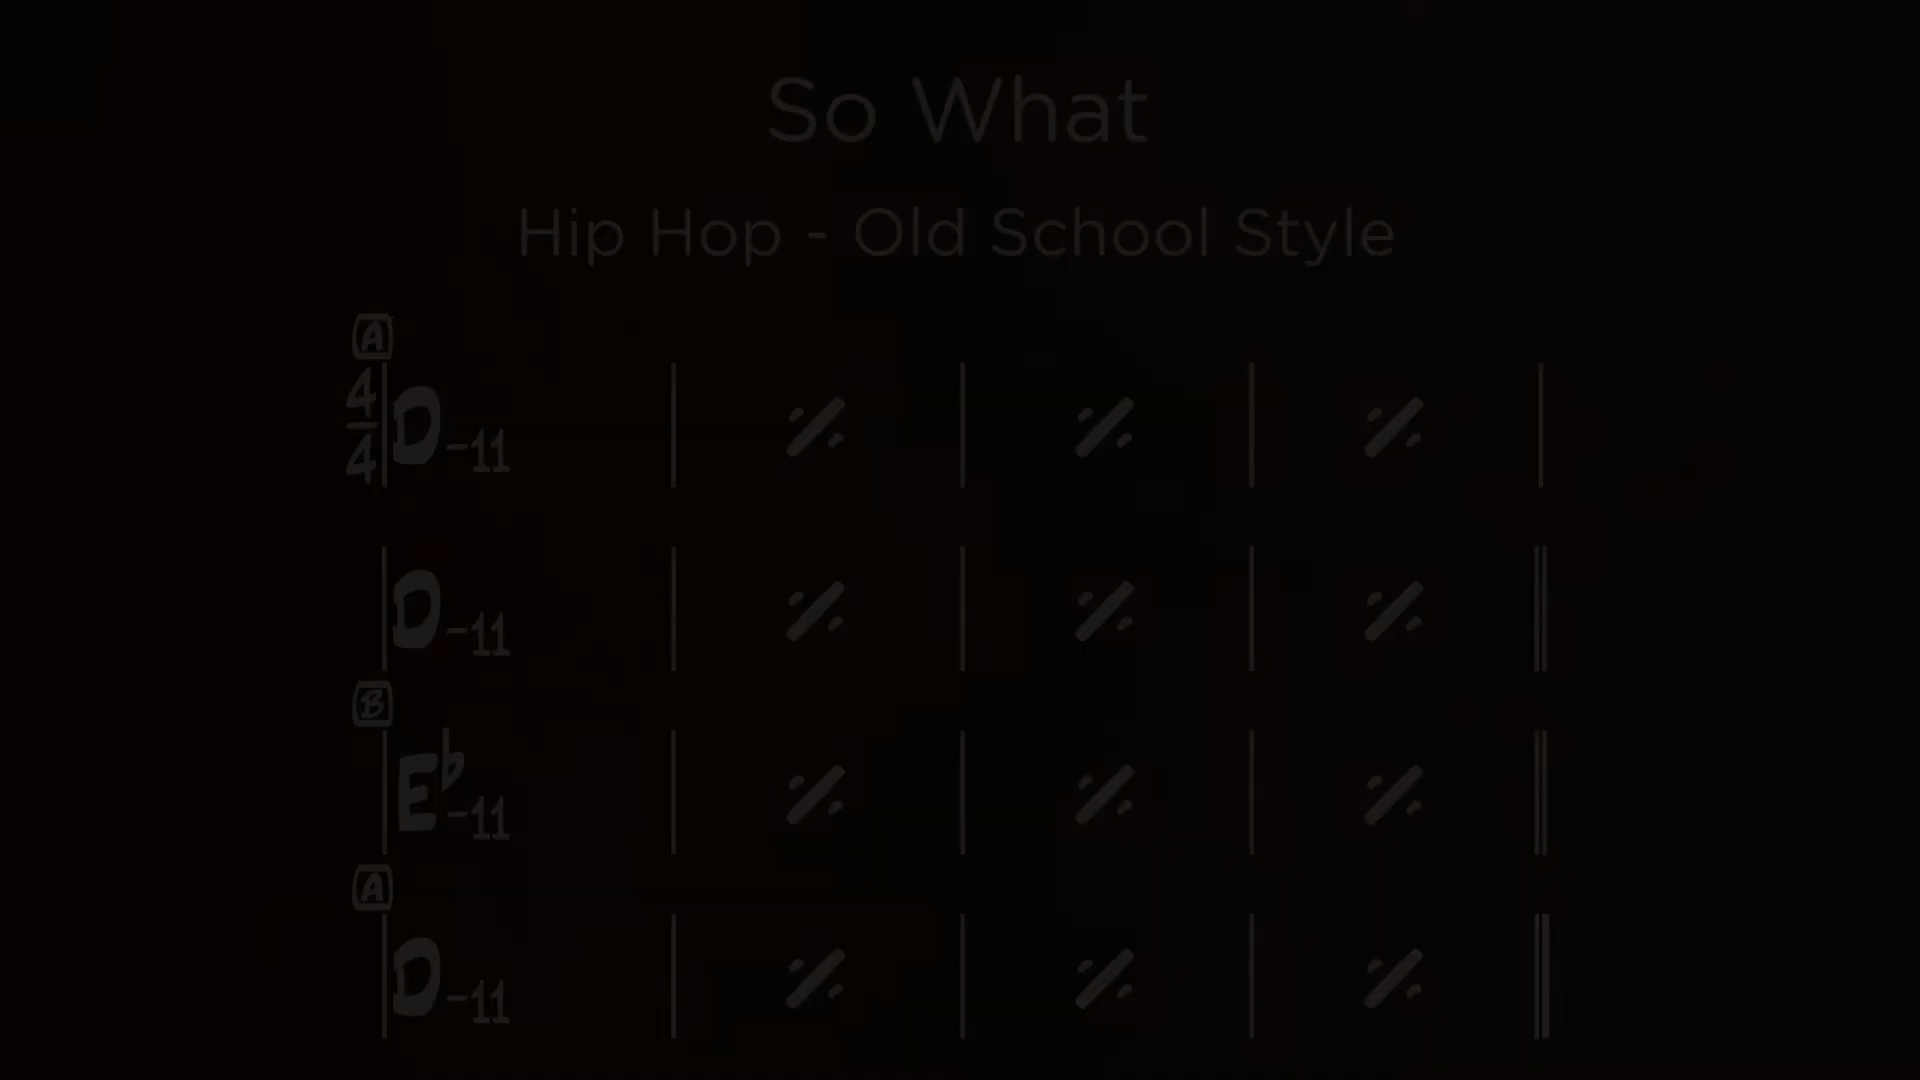 So What
Hip Hop - Old School Style
A
4/4 D-11 % % %
D-11 % % %
B
E♭-11 % % %
A
D-11 % % %